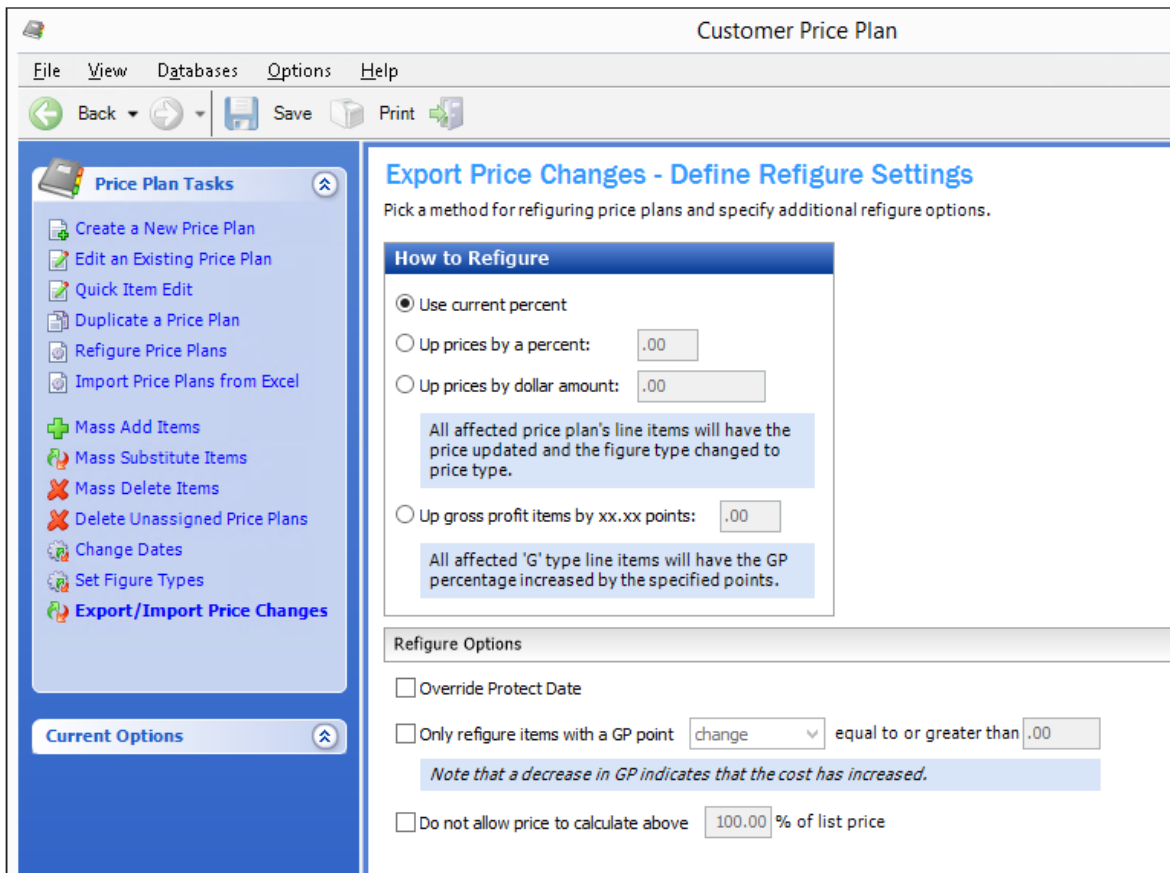 Customer Price Plan
File View Databases Options Help
Back Save Print
Price Plan Tasks
Create a New Price Plan
Edit an Existing Price Plan
Quick Item Edit
Duplicate a Price Plan
Refigure Price Plans
Import Price Plans from Excel
Mass Add Items
Mass Substitute Items
Mass Delete Items
Delete Unassigned Price Plans
Change Dates
Set Figure Types
Export/Import Price Changes
Current Options
Export Price Changes - Define Refigure Settings
Pick a method for refiguring price plans and specify additional refigure options.
How to Refigure
Use current percent
Up prices by a percent: .00
Up prices by dollar amount: .00
All affected price plan's line items will have the
price updated and the figure type changed to
price type.
Up gross profit items by xx.xx points: .00
All affected 'G' type line items will have the GP
percentage increased by the specified points.
Refigure Options
Override Protect Date
Only refigure items with a GP point change equal to or greater than .00
Note that a decrease in GP indicates that the cost has increased.
Do not allow price to calculate above 100.00 % of list price